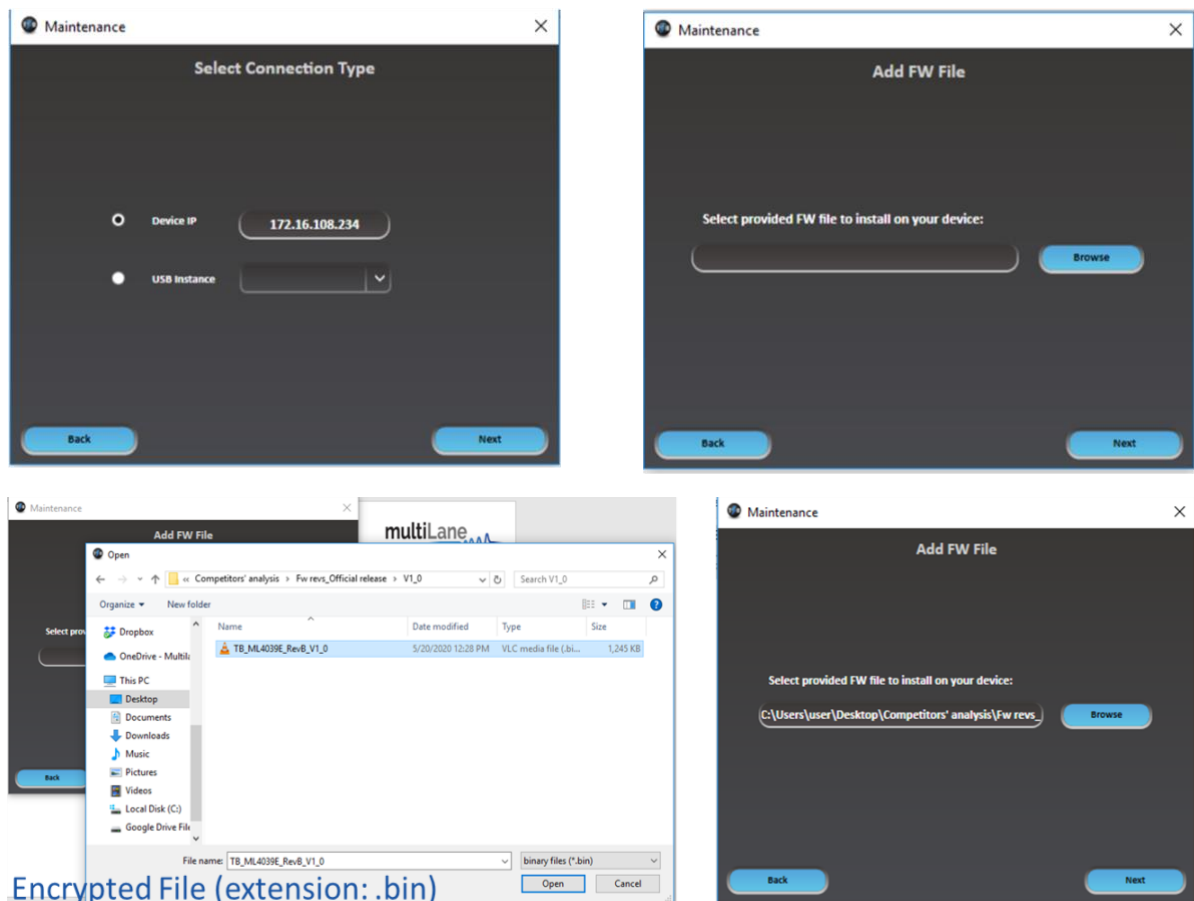 Maintenance
Select Connection Type
Device IP
172.16.108.234
USB Instance
Back
Next
Maintenance
Add FW File
Select provided FW file to install on your device:
Browse
Back
Next
Maintenance
Add FW File
multiLane
Open
« Competitors' analysis > Fw revs_Official release > V1_0
Search V1_0
Organize
New folder
Select prov
Name
Date modified
Type
Size
TB_ML4039E_RevB_V1_0
5/20/2020 12:28 PM
VLC media file (.bi...
1,245 KB
Dropbox
OneDrive - Multila
This PC
Desktop
Documents
Downloads
Music
Pictures
Videos
Local Disk (C:)
Google Drive File
Back
File name:
TB_ML4039E_RevB_V1_0
binary files (*.bin)
Open
Cancel
Encrypted File (extension: .bin)
Maintenance
Add FW File
Select provided FW file to install on your device:
C:\Users\user\Desktop\Competitors' analysis\Fw revs_
Browse
Back
Next